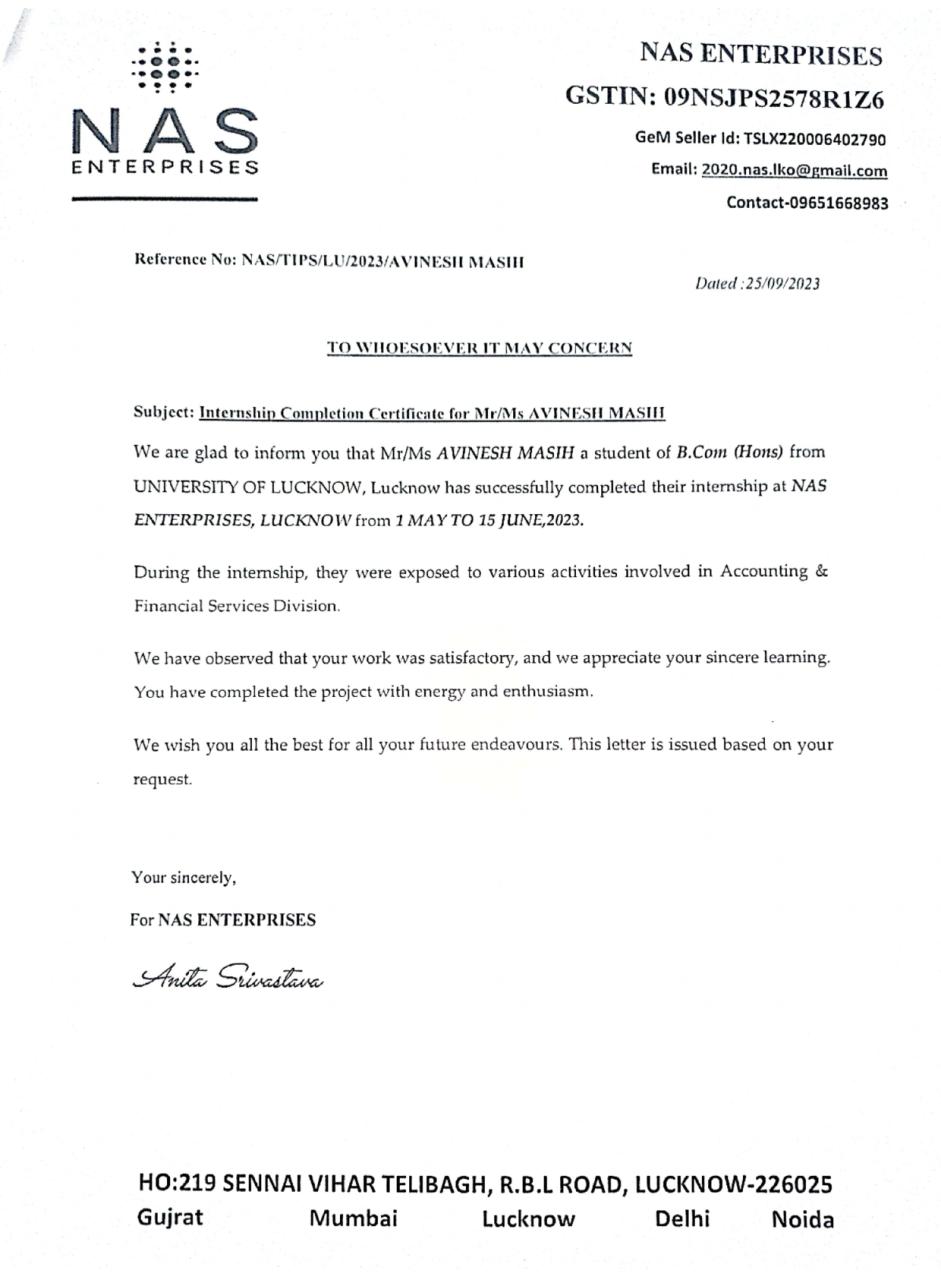 NAS
ENTERPRISES
NAS ENTERPRISES
GSTIN: 09NSJPS2578R1Z6
GeM Seller Id: TSLX220006402790
Email: 2020.nas.lko@gmail.com
Contact-09651668983
Reference No: NAS/TIPS/LU/2023/AVINESH MASIH
Dated :25/09/2023
TO WHOESOEVER IT MAY CONCERN
Subject: Internship Completion Certificate for Mr/Ms AVINESH MASIH
We are glad to inform you that Mr/Ms AVINESH MASIH a student of B.Com (Hons) from
UNIVERSITY OF LUCKNOW, Lucknow has successfully completed their internship at NAS
ENTERPRISES, LUCKNOW from 1 MAY TO 15 JUNE,2023.
During the internship, they were exposed to various activities involved in Accounting &
Financial Services Division.
We have observed that your work was satisfactory, and we appreciate your sincere learning.
You have completed the project with energy and enthusiasm.
We wish you all the best for all your future endeavours. This letter is issued based on your
request.
Your sincerely,
For NAS ENTERPRISES
Anita Srivastava
HO:219 SENNAI VIHAR TELIBAGH, R.B.L ROAD, LUCKNOW-226025
Gujrat Mumbai Lucknow Delhi Noida